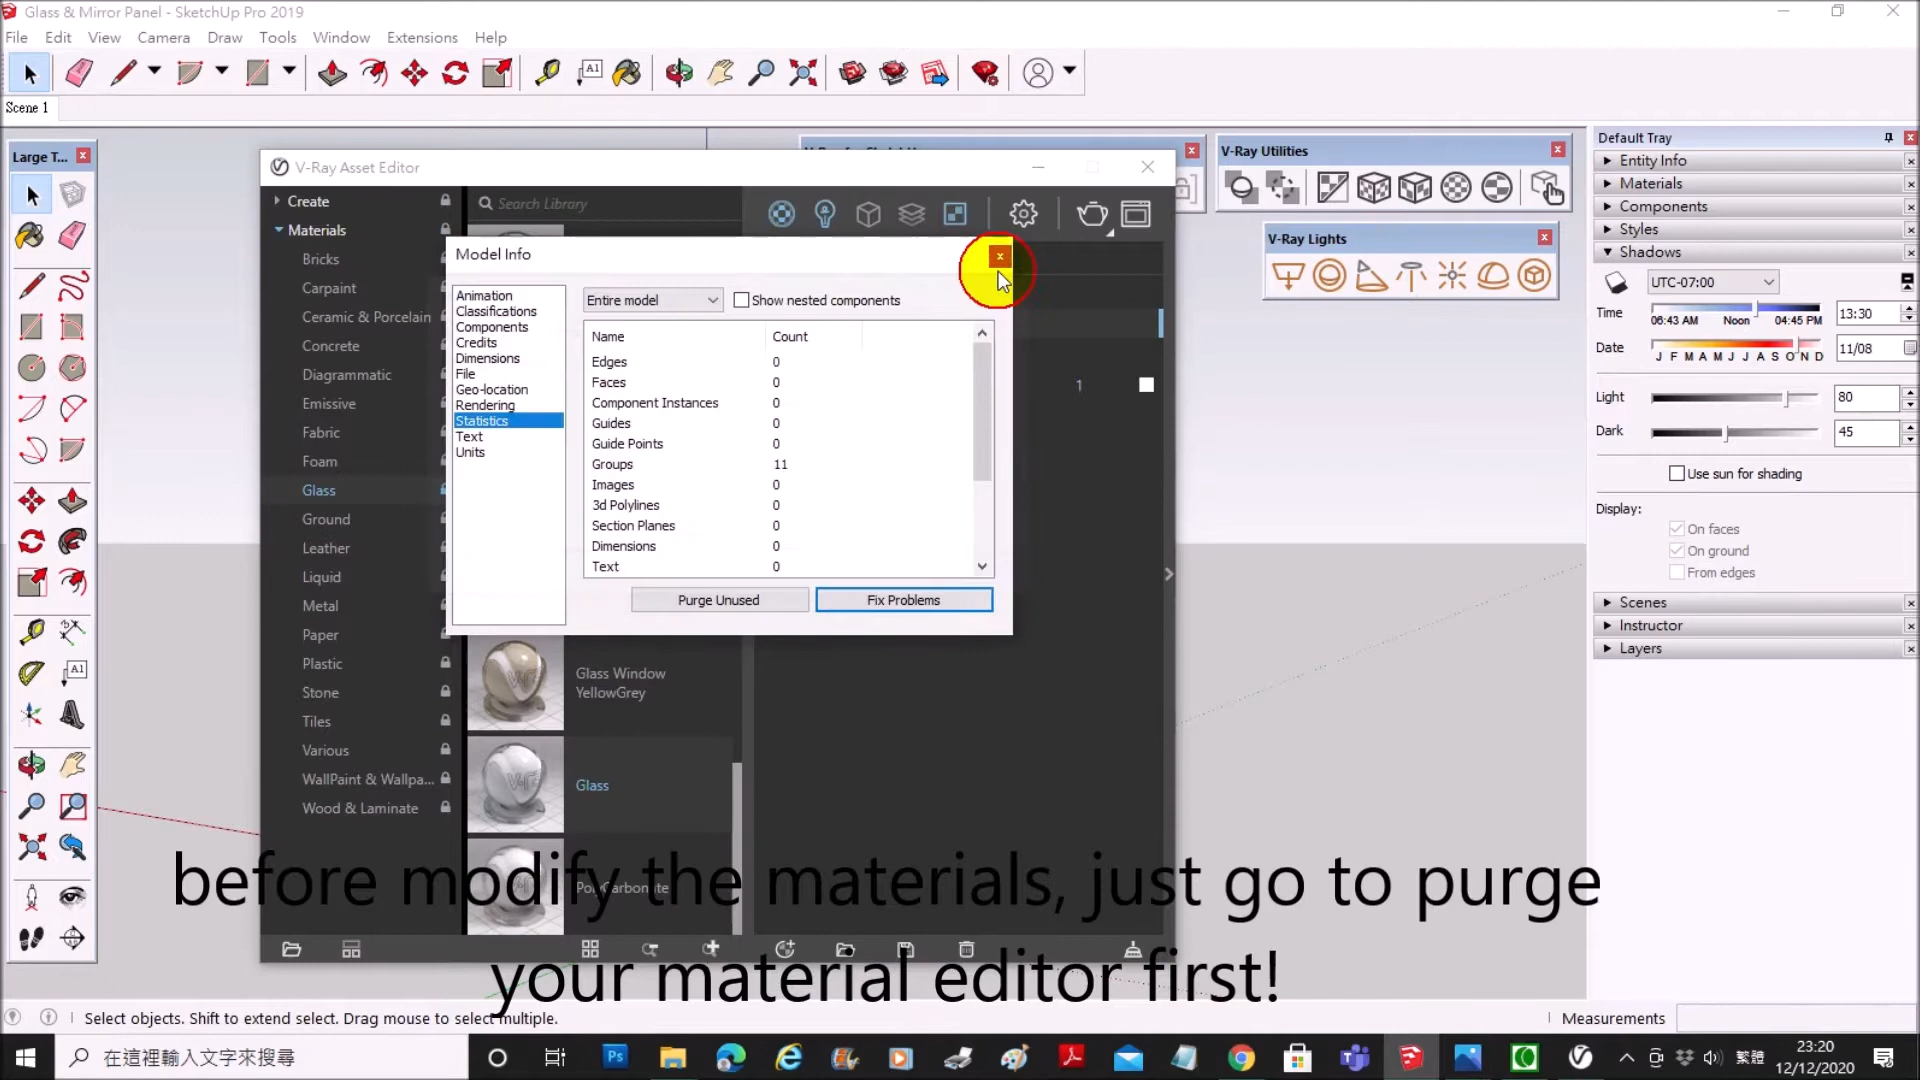 Glass & Mirror Panel - SketchUp Pro 2019
File Edit View Camera Draw Tools Window Extensions Help
A1
Scene 1
Large T...
V-Ray Asset Editor
Create
Materials
Bricks
Carpaint
Ceramic & Porcelain
Concrete
Diagrammatic
Emissive
Fabric
Foam
Glass
Ground
Leather
Liquid
Metal
Paper
Plastic
Stone
Tiles
Various
WallPaint & Wallpa...
Wood & Laminate
Search Library
Model Info
Animation
Classifications
Components
Credits
Dimensions
File
Geo-location
Rendering
Statistics
Text
Units
Entire model
Show nested components
Name Count
Edges 0
Faces 0
Component Instances 0
Guides 0
Guide Points 0
Groups 11
Images 0
3d Polylines 0
Section Planes 0
Dimensions 0
Text 0
Purge Unused Fix Problems
1
Glass Window
YellowGrey
Glass
PolyCarbonate
V-Ray Utilities
V-Ray Lights
Default Tray
Entity Info
Materials
Components
Styles
Shadows
UTC-07:00
Time 06:43 AM Noon 04:45 PM 13:30
Date J F M A M J J A S O N D 11/08
Light 80
Dark 45
Use sun for shading
Display:
On faces
On ground
From edges
Scenes
Instructor
Layers
A1
before modify the materials, just go to purge
your material editor first!
Select objects. Shift to extend select. Drag mouse to select multiple.
Measurements
在這裡輸入文字來搜尋
Ps
繁體
23:20
12/12/2020